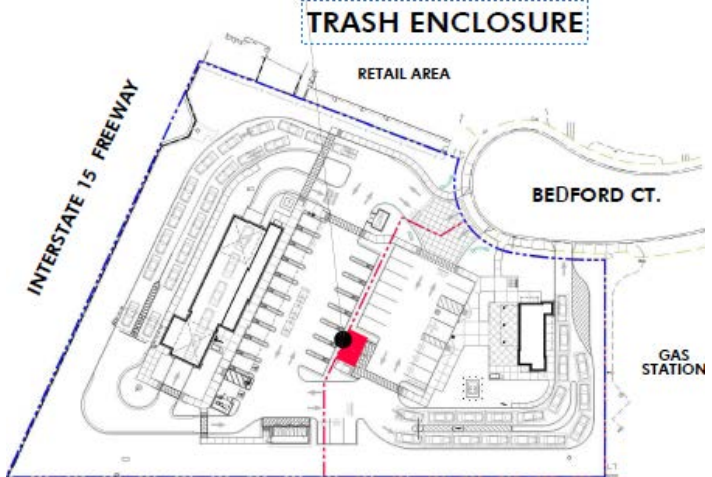 TRASH ENCLOSURE
RETAIL AREA
INTERSTATE 15 FREEWAY
BEDFORD CT.
GAS
STATION